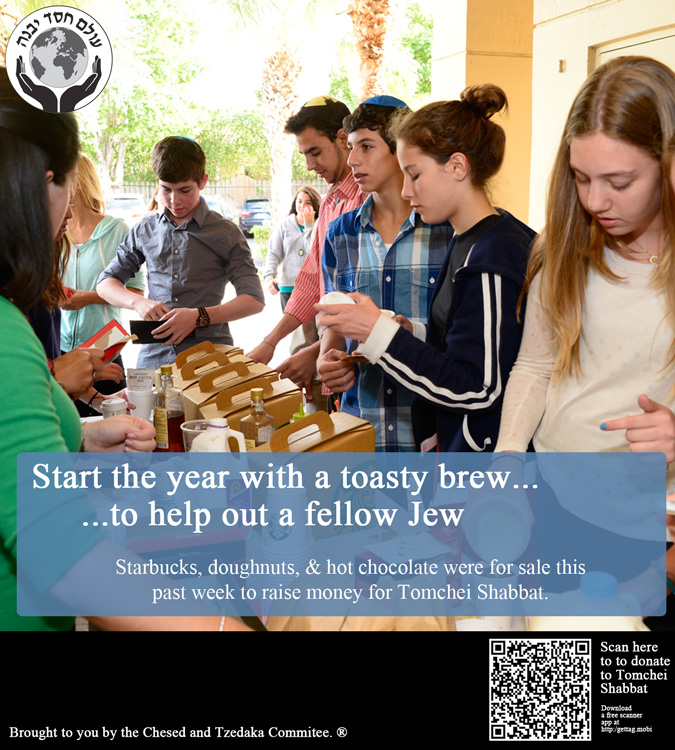 עולם חסד יבנה
Start the year with a toasty brew...
...to help out a fellow Jew
Starbucks, doughnuts, & hot chocolate were for sale this
past week to raise money for Tomchei Shabbat.
Scan here
to to donate
to Tomchei
Shabbat
Download
a free scanner
app at
http:/gettag.mobi
Brought to you by the Chesed and Tzedaka Commitee. ®